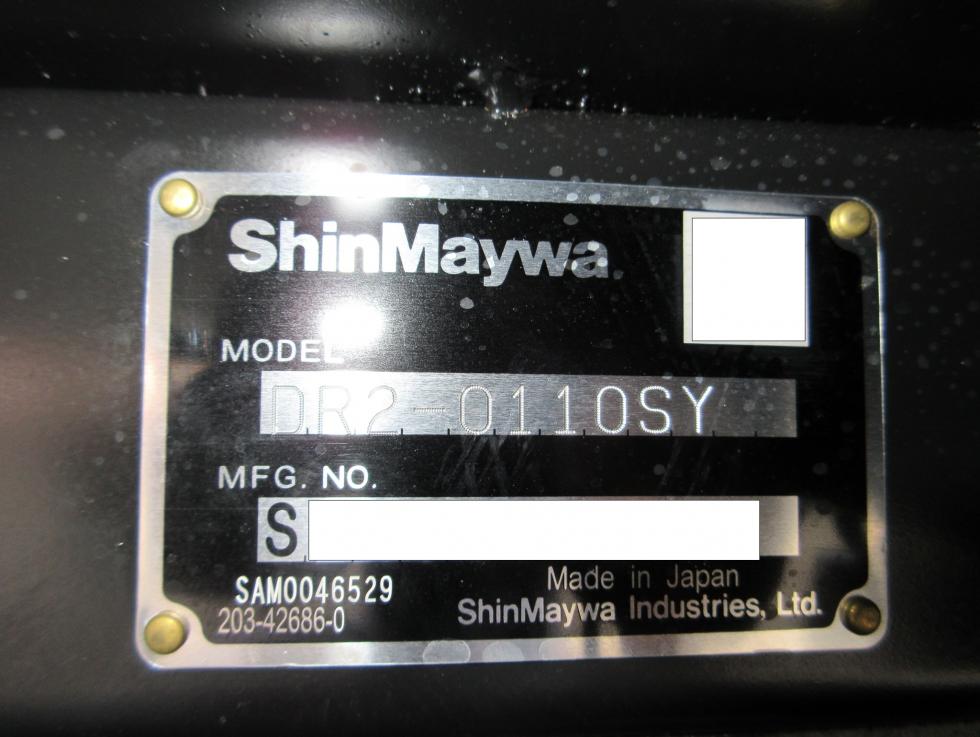 ShinMaywa
MODEL
DR2-0110SY
MFG. NO.
S
SAM0046529
203-42686-0
Made in Japan
ShinMaywa Industries, Ltd.